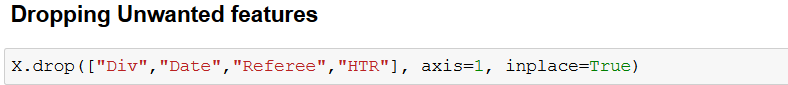 Dropping Unwanted features
X.drop(["Div","Date","Referee","HTR"], axis=1, inplace=True)